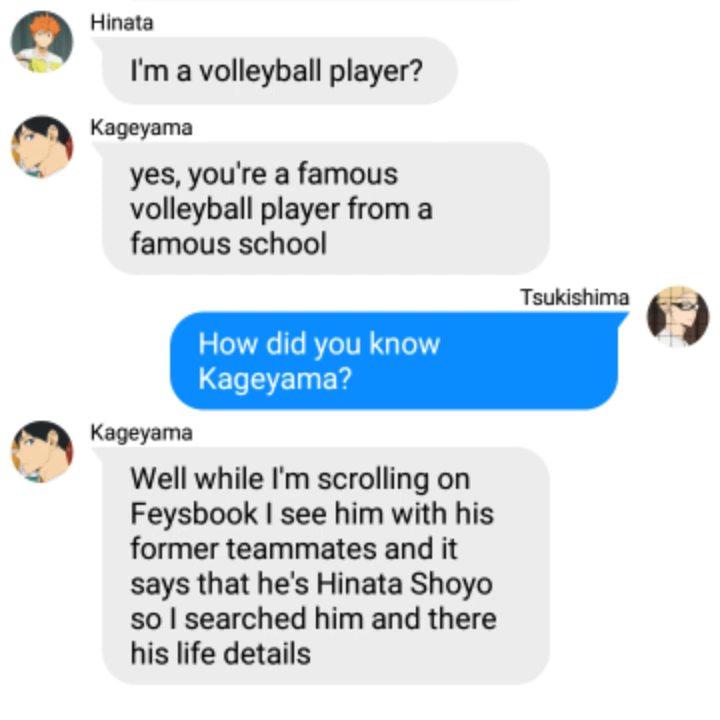 Hinata
I'm a volleyball player?
Kageyama
yes, you're a famous
volleyball player from a
famous school
Tsukishima
How did you know
Kageyama?
Kageyama
Well while I'm scrolling on
Feysbook I see him with his
former teammates and it
says that he's Hinata Shoyo
so I searched him and there
his life details